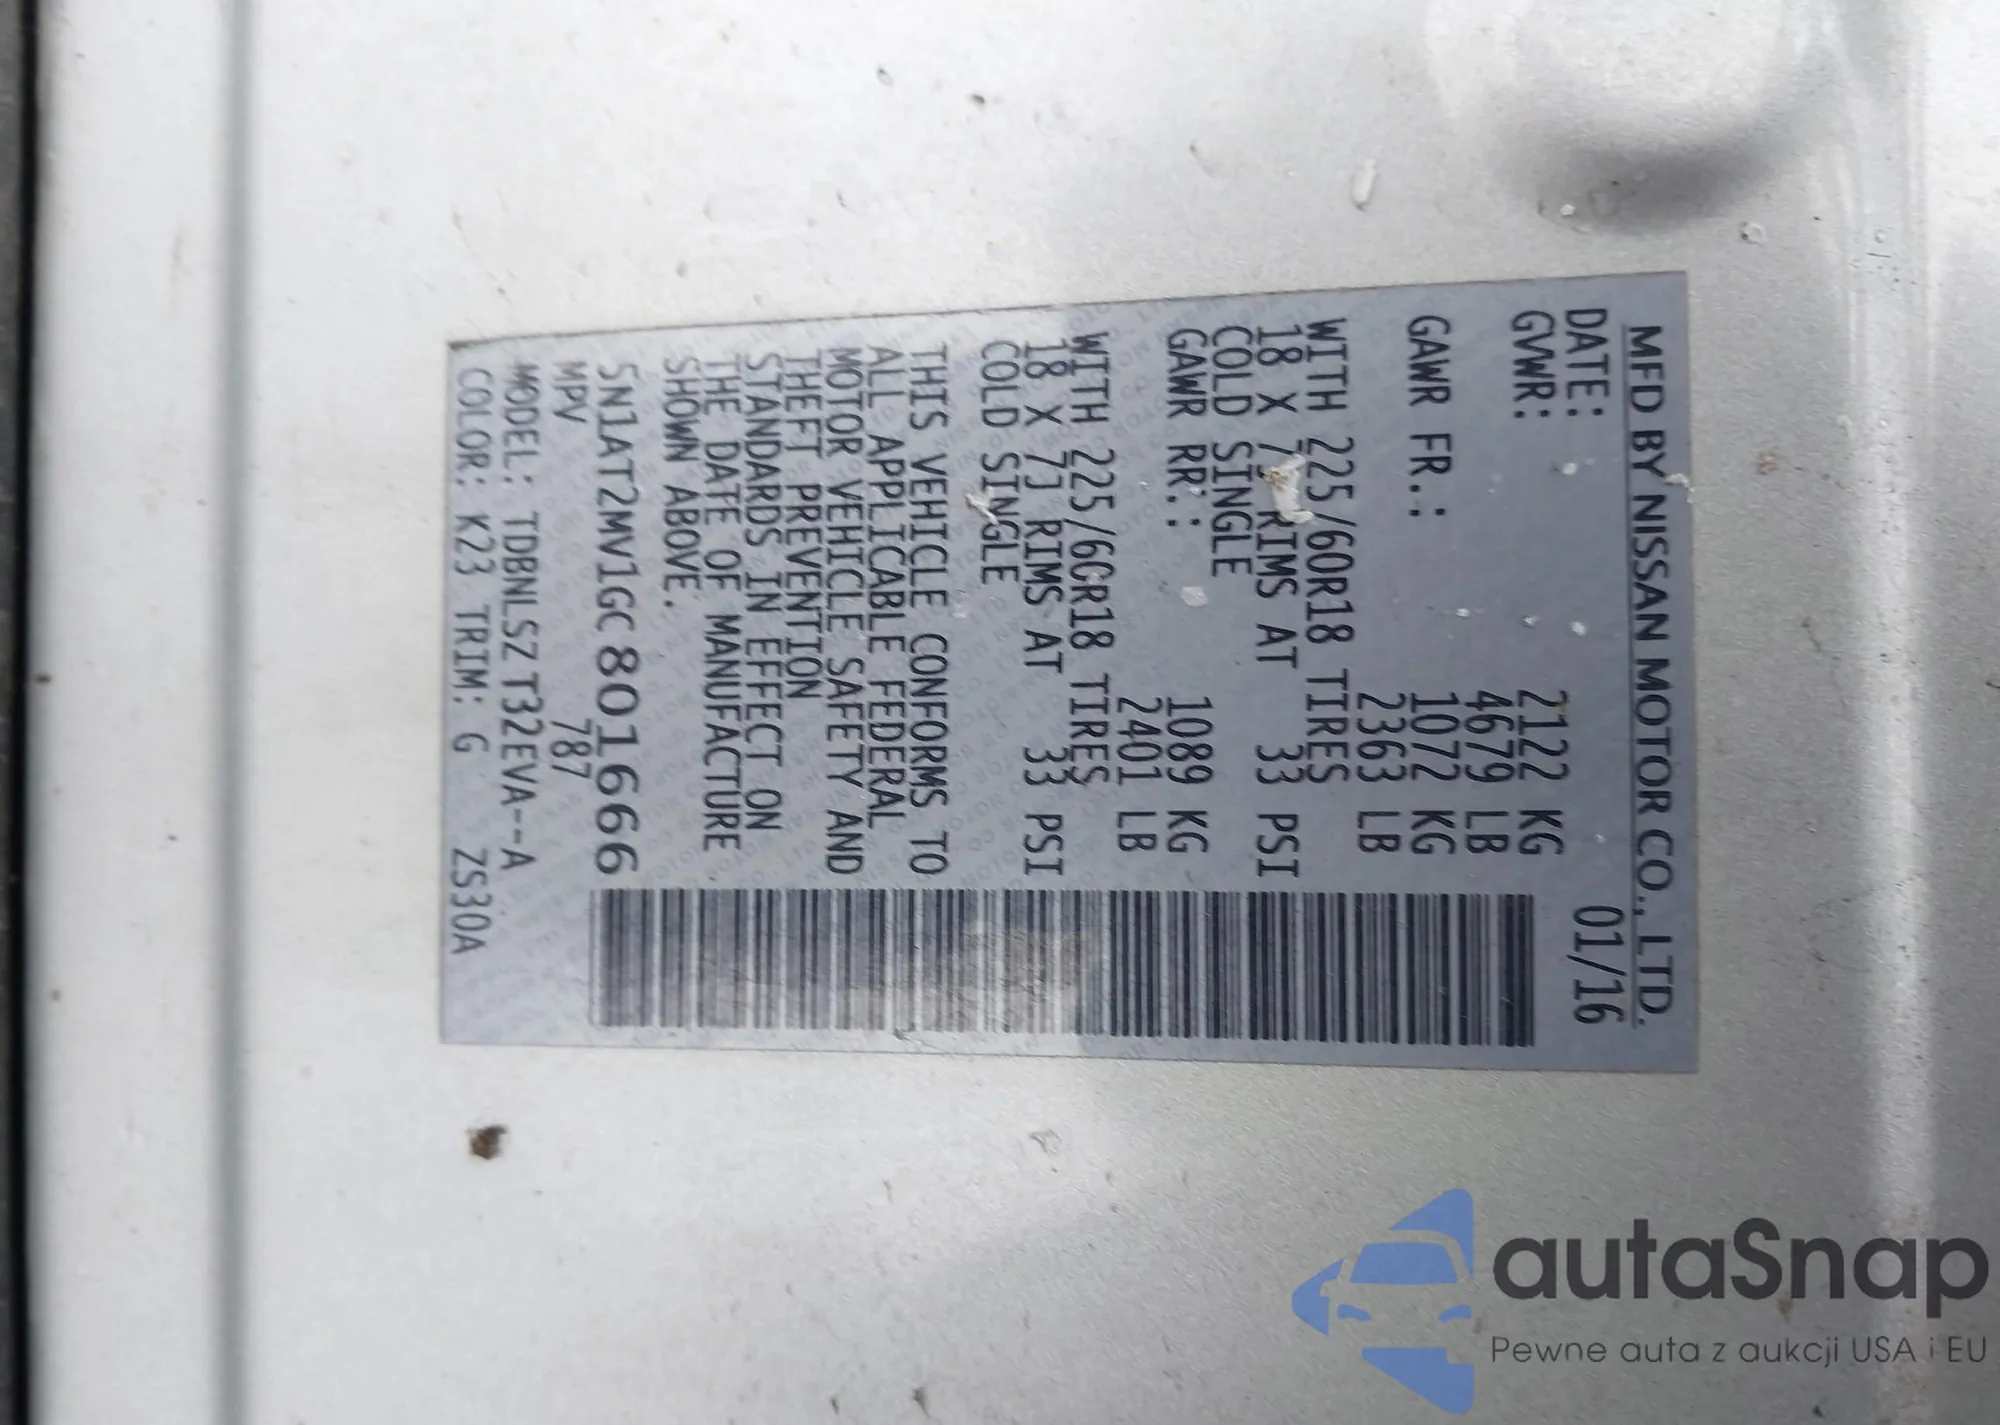 MFD BY NISSAN MOTOR CO., LTD.
DATE: 01/16
GVWR: 2122 KG
4679 LB
GAWR FR.: 1072 KG
2363 LB
WITH 225/60R18 TIRES
18 X 7J RIMS AT 33 PSI
COLD SINGLE
GAWR RR.: 1089 KG
2401 LB
WITH 225/60R18 TIRES
18 X 7J RIMS AT 33 PSI
COLD SINGLE
THIS VEHICLE CONFORMS TO
ALL APPLICABLE FEDERAL
MOTOR VEHICLE SAFETY AND
THEFT PREVENTION
STANDARDS IN EFFECT ON
THE DATE OF MANUFACTURE
SHOWN ABOVE.
5N1AT2MV1GC801666
MPV 787
MODEL: TDBNLSZ T32EVA--A
COLOR: K23 TRIM: G ZS30A
autaSnap
Pewne auta z aukcji USA i EU